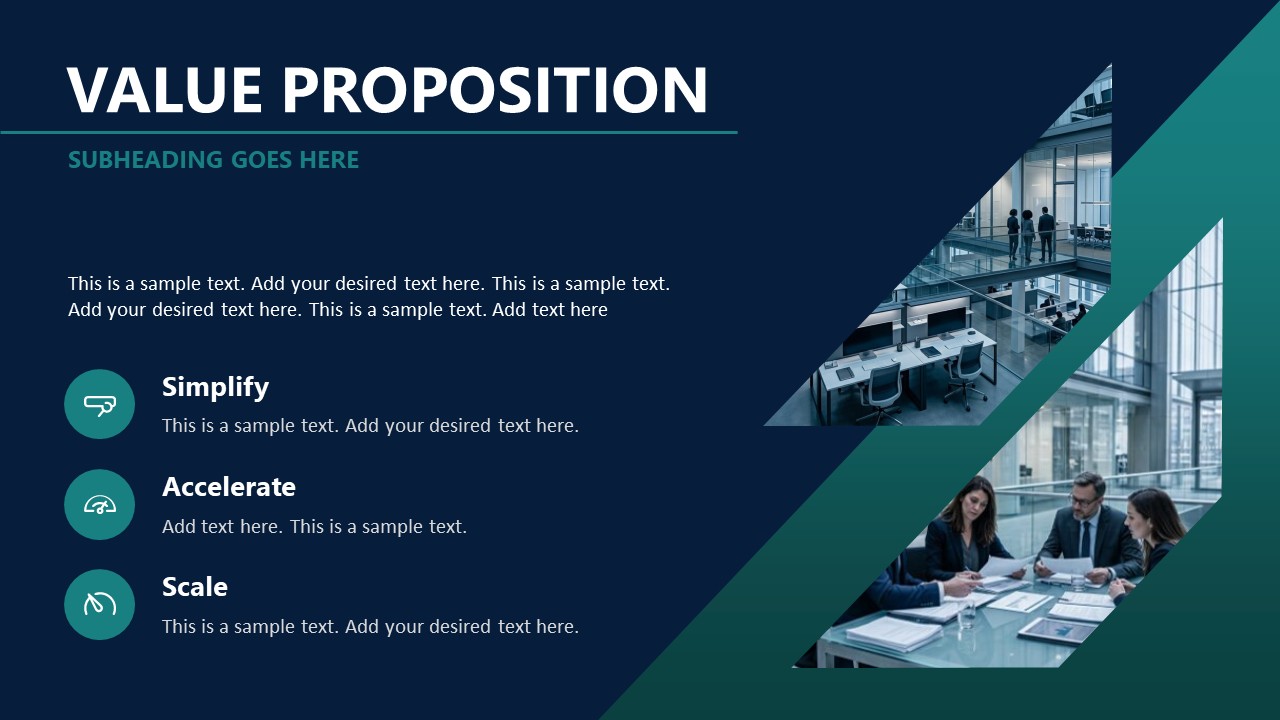 VALUE PROPOSITION
SUBHEADING GOES HERE
This is a sample text. Add your desired text here. This is a sample text.
Add your desired text here. This is a sample text. Add text here
Simplify
This is a sample text. Add your desired text here.
Accelerate
Add text here. This is a sample text.
Scale
This is a sample text. Add your desired text here.